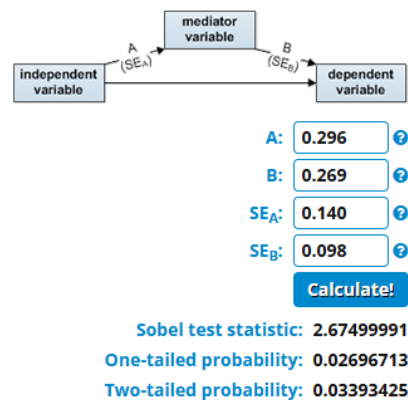 mediator
variable
A
(SEA)
B
(SEB)
independent
variable
dependent
variable
A: 0.296 ?
B: 0.269 ?
SEA: 0.140 ?
SEB: 0.098 ?
Calculate!
Sobel test statistic: 2.67499991
One-tailed probability: 0.02696713
Two-tailed probability: 0.03393425